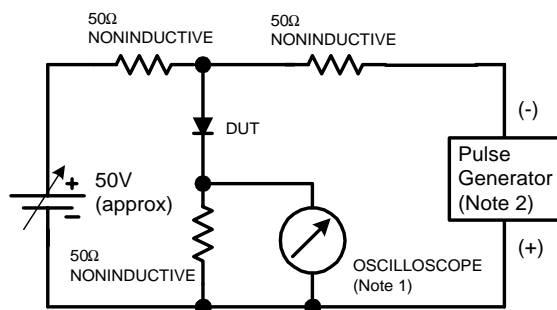 50Ω
NONINDUCTIVE
50Ω
NONINDUCTIVE
(-)
DUT
Pulse
Generator
(Note 2)
+
50V
(approx)
−
50Ω
NONINDUCTIVE
(+)
OSCILLOSCOPE
(Note 1)